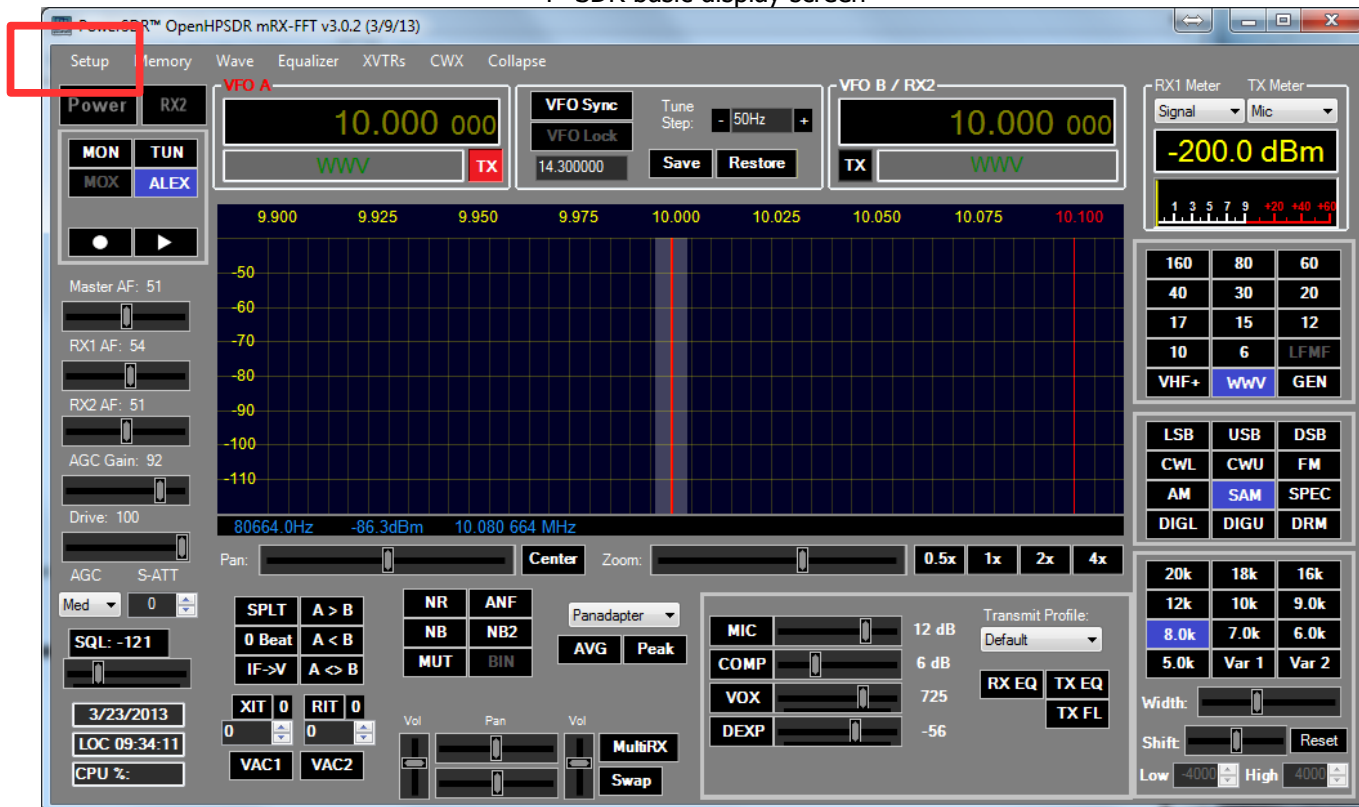 SDR basic display screen
PowerSDR™ OpenHPSDR mRX-FFT v3.0.2 (3/9/13)
Setup Memory Wave Equalizer XVTRs CWX Collapse
Power RX2
MON TUN
MOX ALEX
VFO A
10.000 000
WWV TX
VFO Sync Tune Step: - 50Hz +
VFO Lock
14.300000 Save Restore
VFO B / RX2
10.000 000
TX WWV
RX1 Meter TX Meter
Signal Mic
-200.0 dBm
1 3 5 7 9 +20 +40 +60
9.900 9.925 9.950 9.975 10.000 10.025 10.050 10.075 10.100
-50
-60
-70
-80
-90
-100
-110
80664.0Hz -86.3dBm 10.080 664 MHz
Master AF: 51
RX1 AF: 54
RX2 AF: 51
AGC Gain: 92
Drive: 100
AGC S-ATT
Med 0
SQL: -121
3/23/2013
LOC 09:34:11
CPU %:
Pan: Center Zoom: 0.5x 1x 2x 4x
SPLT A > B
0 Beat A < B
IF->V A <> B
XIT 0 RIT 0
0 0
VAC1 VAC2
NR ANF
NB NB2
MUT BIN
Panadapter
AVG Peak
Vol Pan Vol
MultiRX
Swap
MIC 12 dB
COMP 6 dB
VOX 725
DEXP -56
Transmit Profile:
Default
RX EQ TX EQ
TX FL
160 80 60
40 30 20
17 15 12
10 6 LFMF
VHF+ WWV GEN
LSB USB DSB
CWL CWU FM
AM SAM SPEC
DIGL DIGU DRM
20k 18k 16k
12k 10k 9.0k
8.0k 7.0k 6.0k
5.0k Var 1 Var 2
Width:
Shift: Reset
Low -4000 High 4000